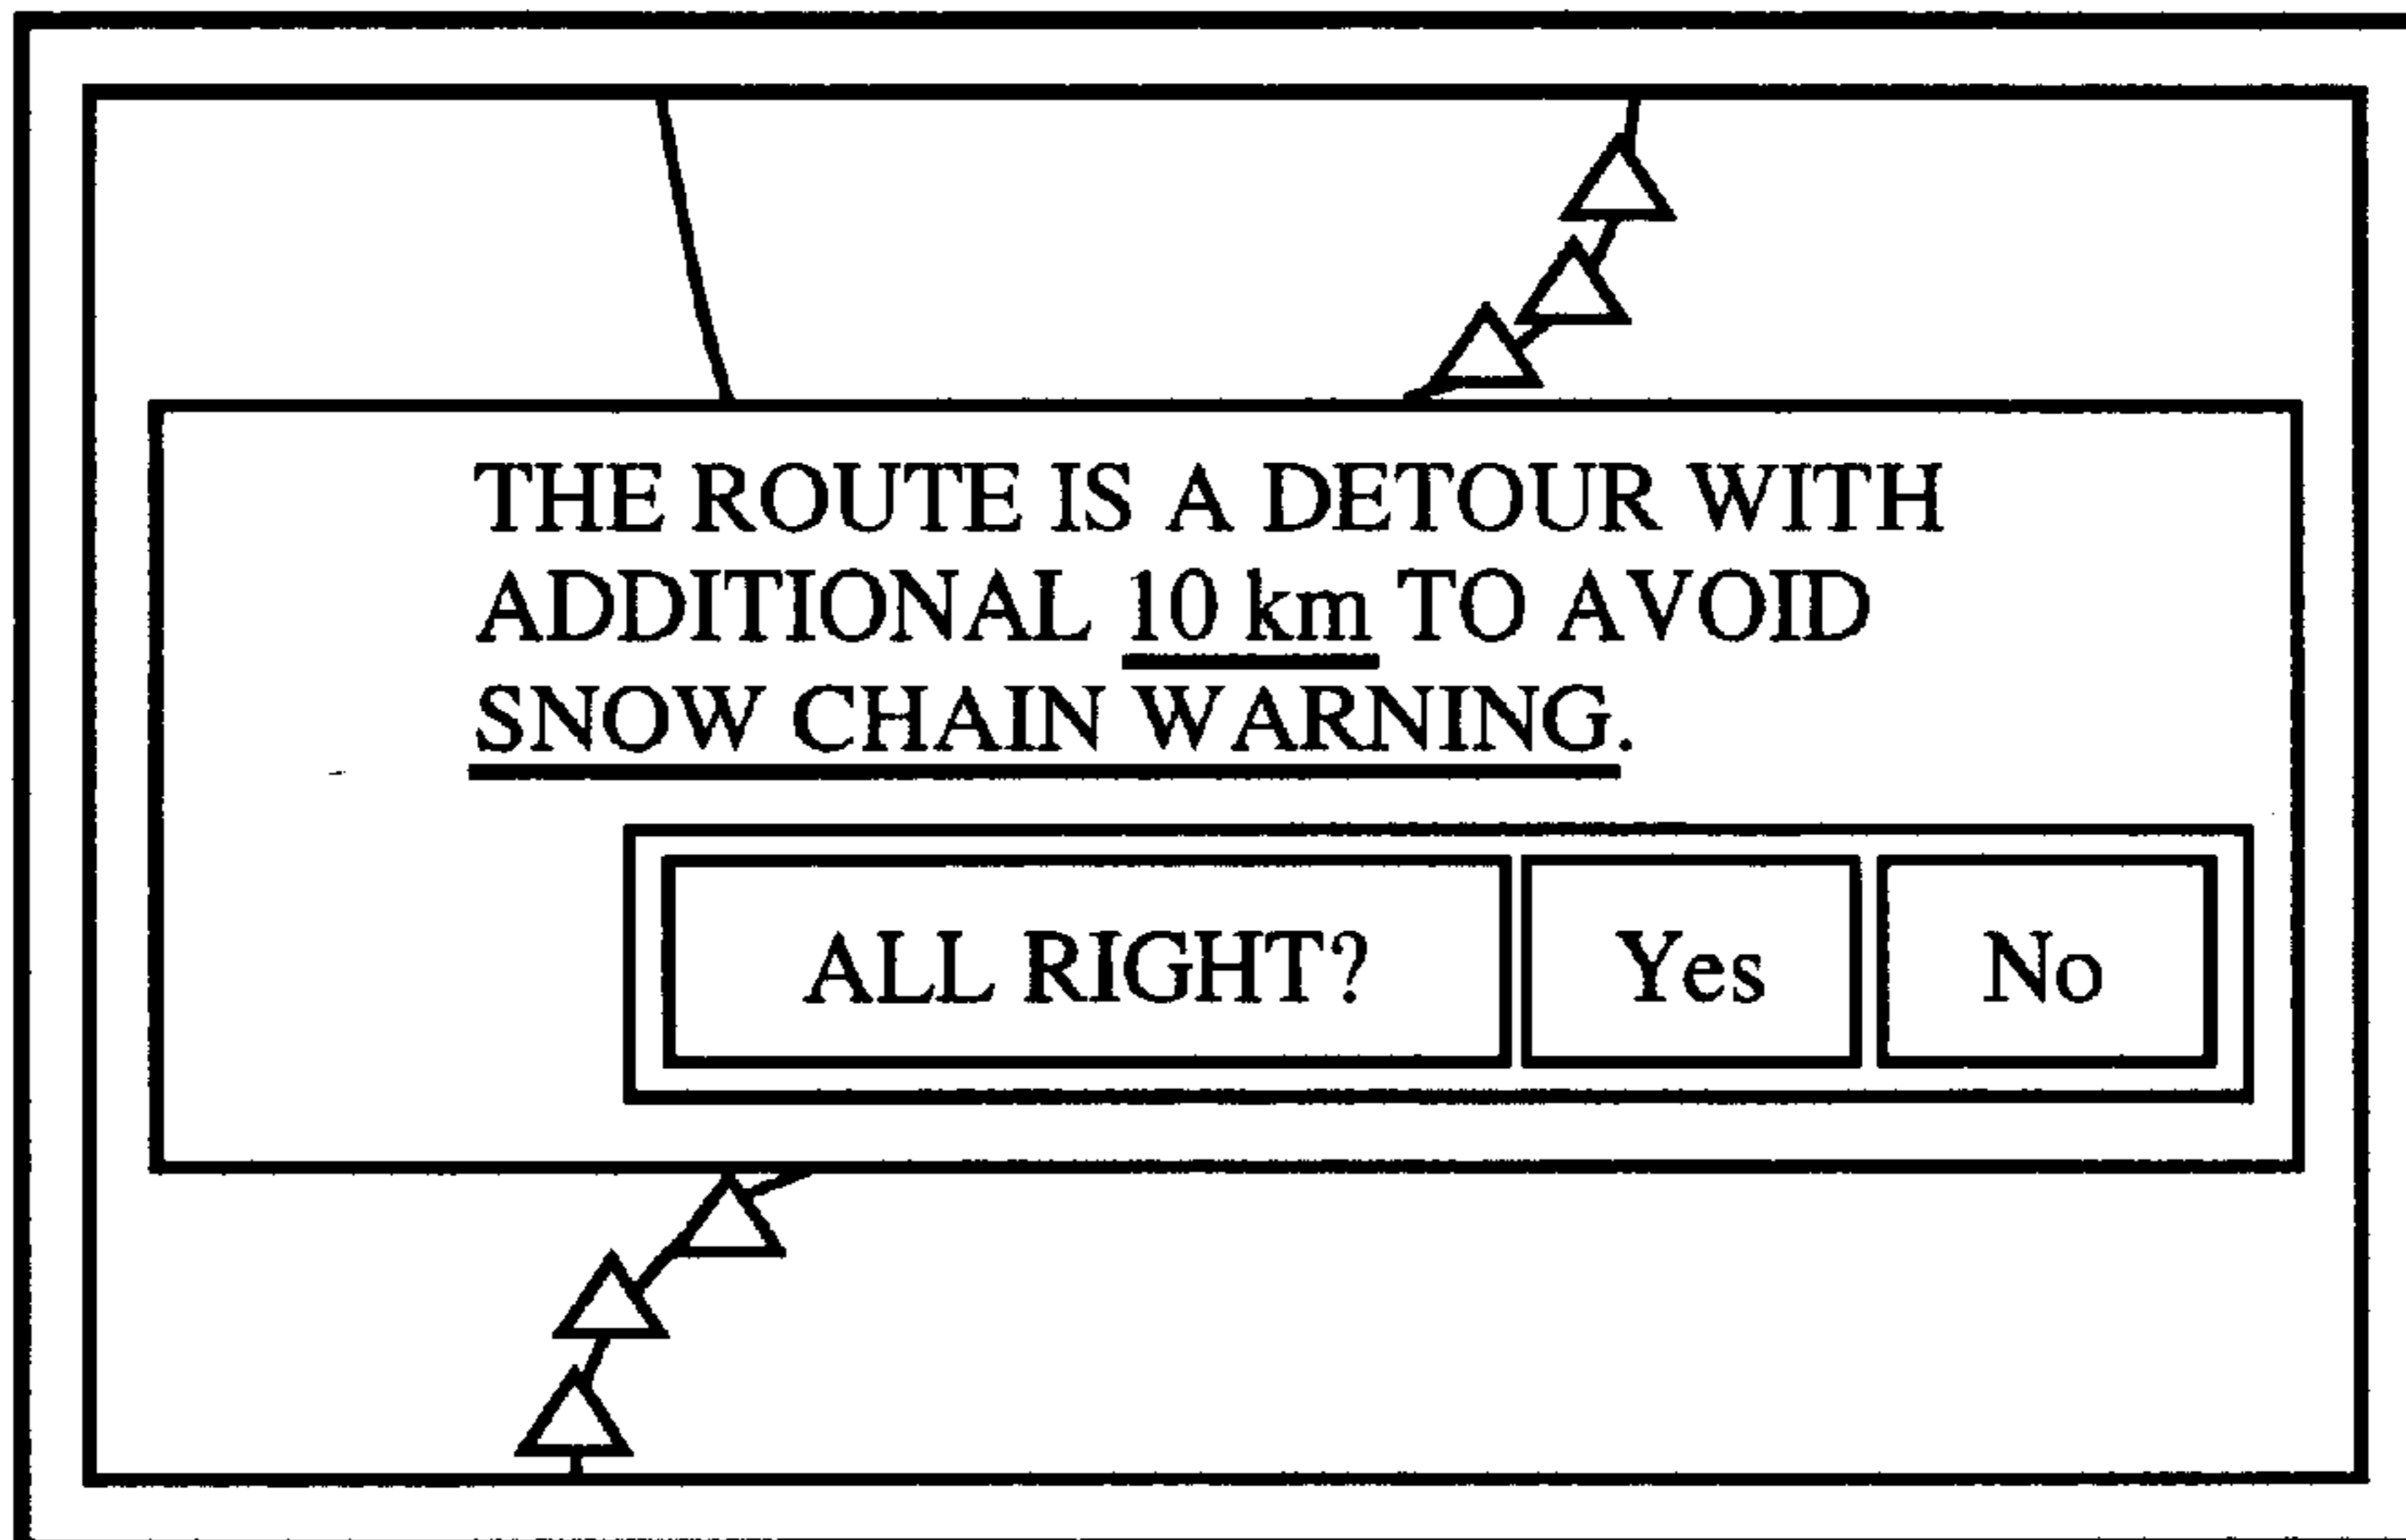 THE ROUTE IS A DETOUR WITH
ADDITIONAL 10 km TO AVOID
SNOW CHAIN WARNING.
ALL RIGHT? Yes No